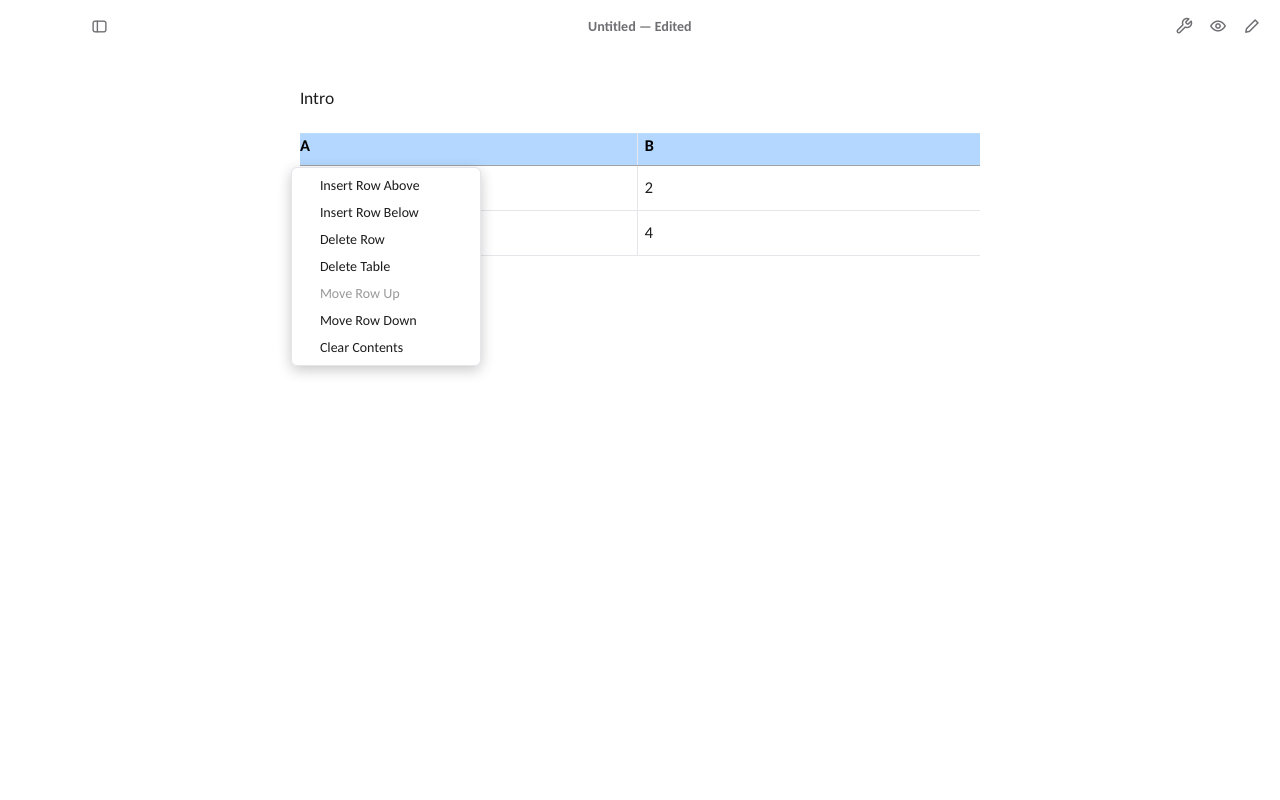 Untitled — Edited
Intro
A B
2
4
Insert Row Above
Insert Row Below
Delete Row
Delete Table
Move Row Up
Move Row Down
Clear Contents